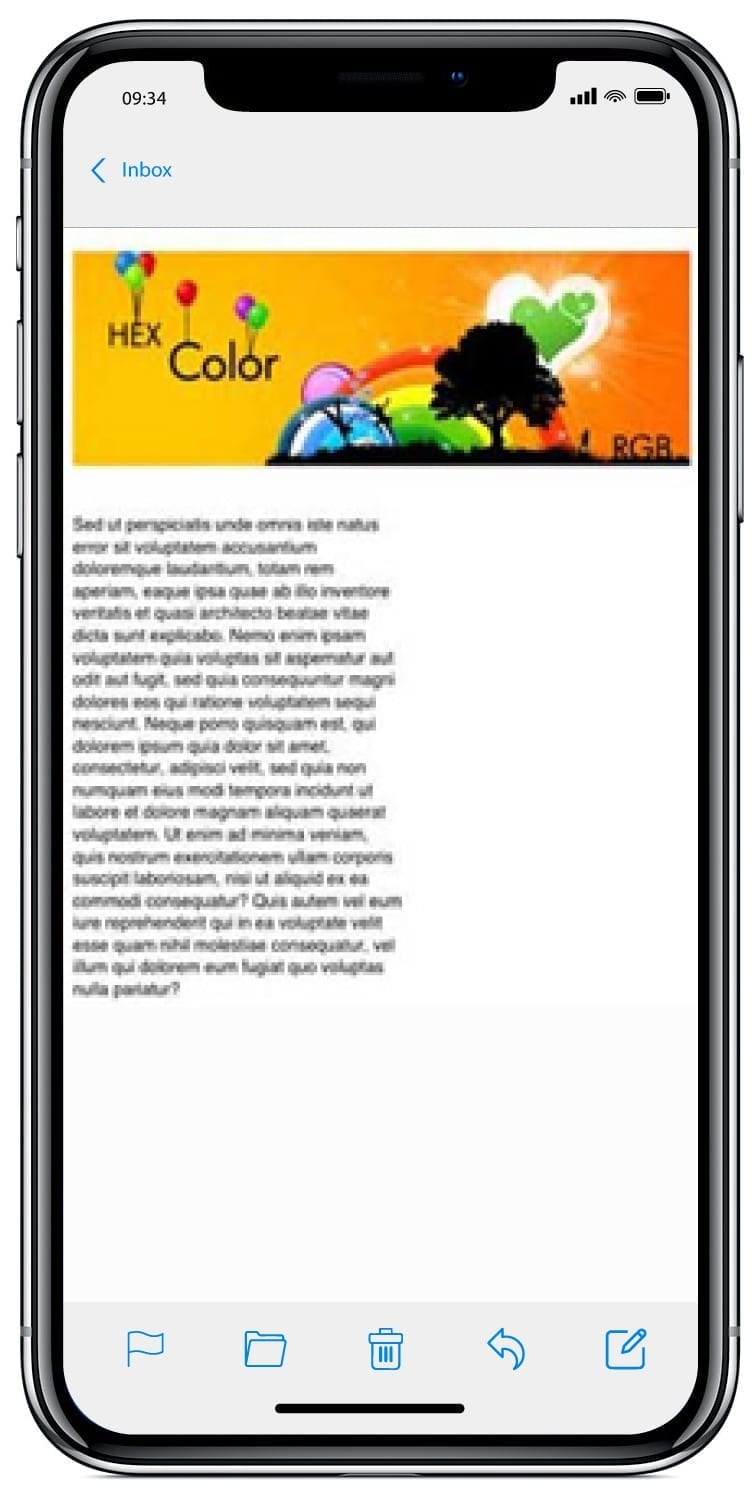 09:34
Inbox
HEX
Color
RGB
Sed ut perspiciatis unde omnis iste natus
error sit voluptatem accusantium
doloremque laudantium, totam rem
aperiam, eaque ipsa quae ab illo inventore
veritatis et quasi architecto beatae vitae
dicta sunt explicabo. Nemo enim ipsam
voluptatem quia voluptas sit aspernatur aut
odit aut fugit, sed quia consequuntur magni
dolores eos qui ratione voluptatem sequi
nesciunt. Neque porro quisquam est, qui
dolorem ipsum quia dolor sit amet,
consectetur, adipisci velit, sed quia non
numquam eius modi tempora incidunt ut
labore et dolore magnam aliquam quaerat
voluptatem. Ut enim ad minima veniam,
quis nostrum exercitationem ullam corporis
suscipit laboriosam, nisi ut aliquid ex ea
commodi consequatur? Quis autem vel eum
iure reprehenderit qui in ea voluptate velit
esse quam nihil molestiae consequatur, vel
illum qui dolorem eum fugiat quo voluptas
nulla pariatur?